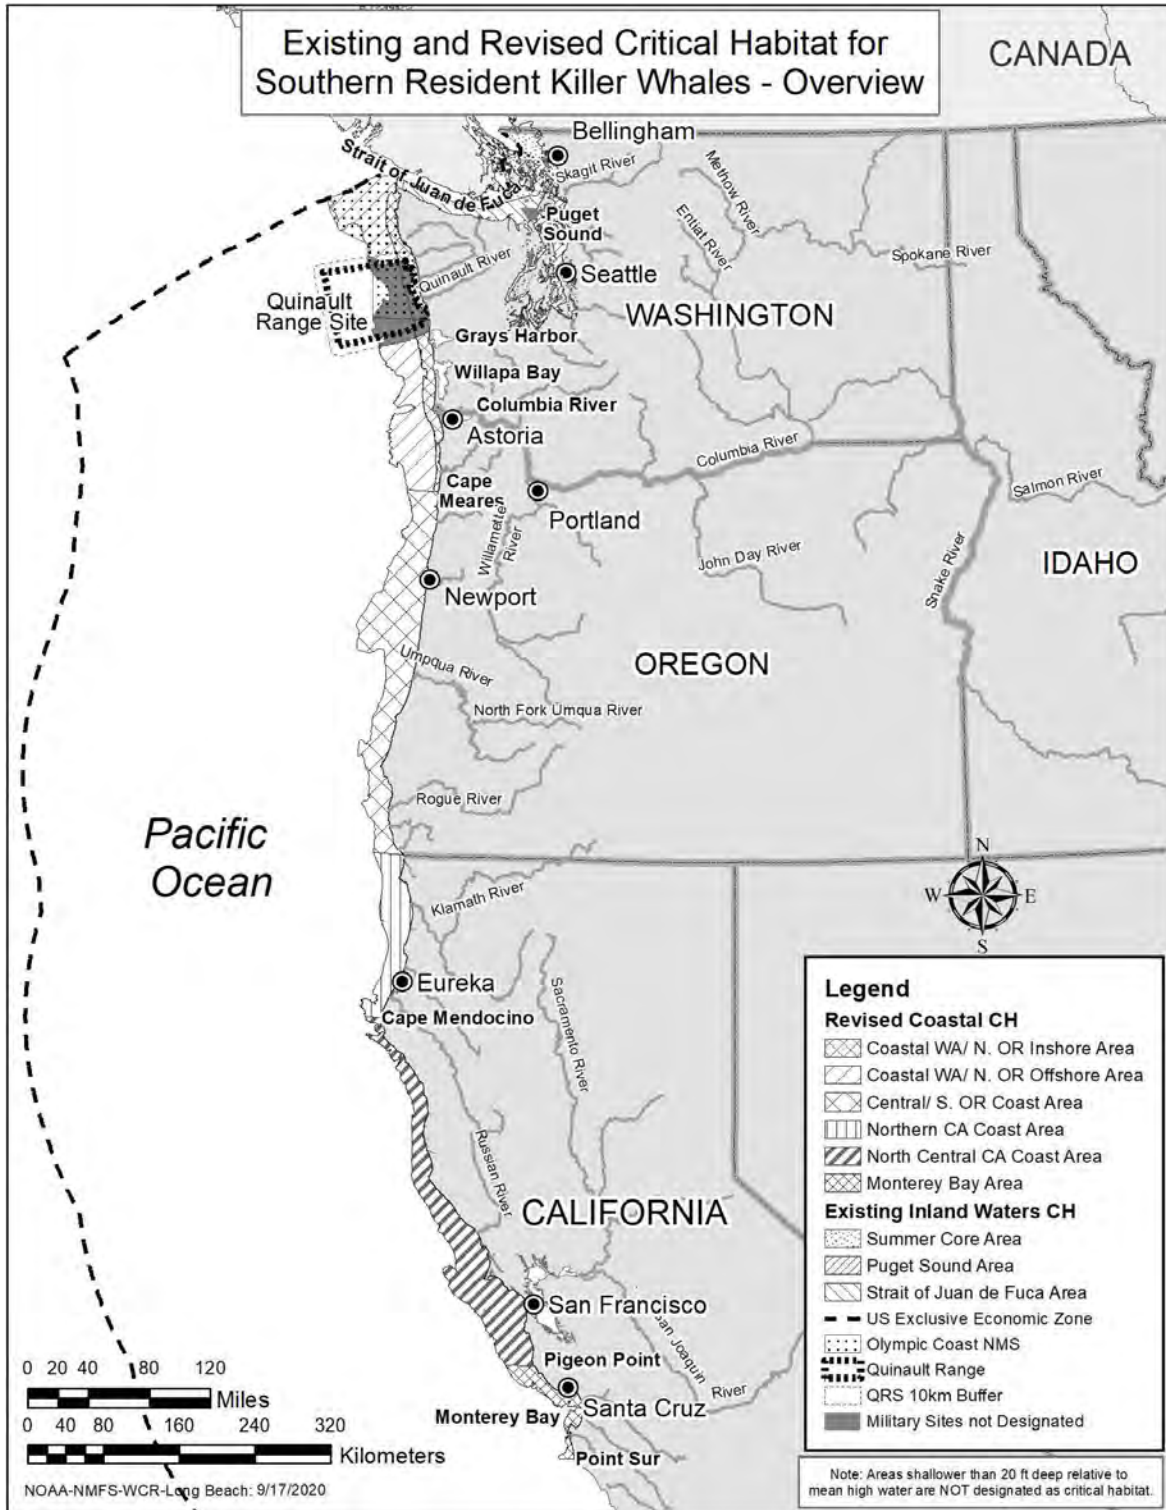 Existing and Revised Critical Habitat for
Southern Resident Killer Whales - Overview
CANADA
Bellingham
Strait of Juan de Fuca
Skagit River
Methow River
Puget
Sound
Entiat River
Spokane River
Quinault River
Seattle
Quinault
Range Site
WASHINGTON
Grays Harbor
Willapa Bay
Columbia River
Astoria
Columbia River
Cape
Meares
Salmon River
Portland
Willamette
River
John Day River
Snake River
IDAHO
Newport
Umpqua River
OREGON
North Fork Umqua River
Rogue River
Pacific
Ocean
N
W
E
S
Klamath River
Eureka
Sacramento River
Cape Mendocino
Russian River
CALIFORNIA
San Francisco
San Joaquin
River
Pigeon Point
Santa Cruz
Monterey Bay
Point Sur
Legend
Revised Coastal CH
Coastal WA/ N. OR Inshore Area
Coastal WA/ N. OR Offshore Area
Central/ S. OR Coast Area
Northern CA Coast Area
North Central CA Coast Area
Monterey Bay Area
Existing Inland Waters CH
Summer Core Area
Puget Sound Area
Strait of Juan de Fuca Area
US Exclusive Economic Zone
Olympic Coast NMS
Quinault Range
QRS 10km Buffer
Military Sites not Designated
0 20 40 80 120
Miles
0 40 80 160 240 320
Kilometers
NOAA-NMFS-WCR-Long Beach: 9/17/2020
Note: Areas shallower than 20 ft deep relative to
mean high water are NOT designated as critical habitat.